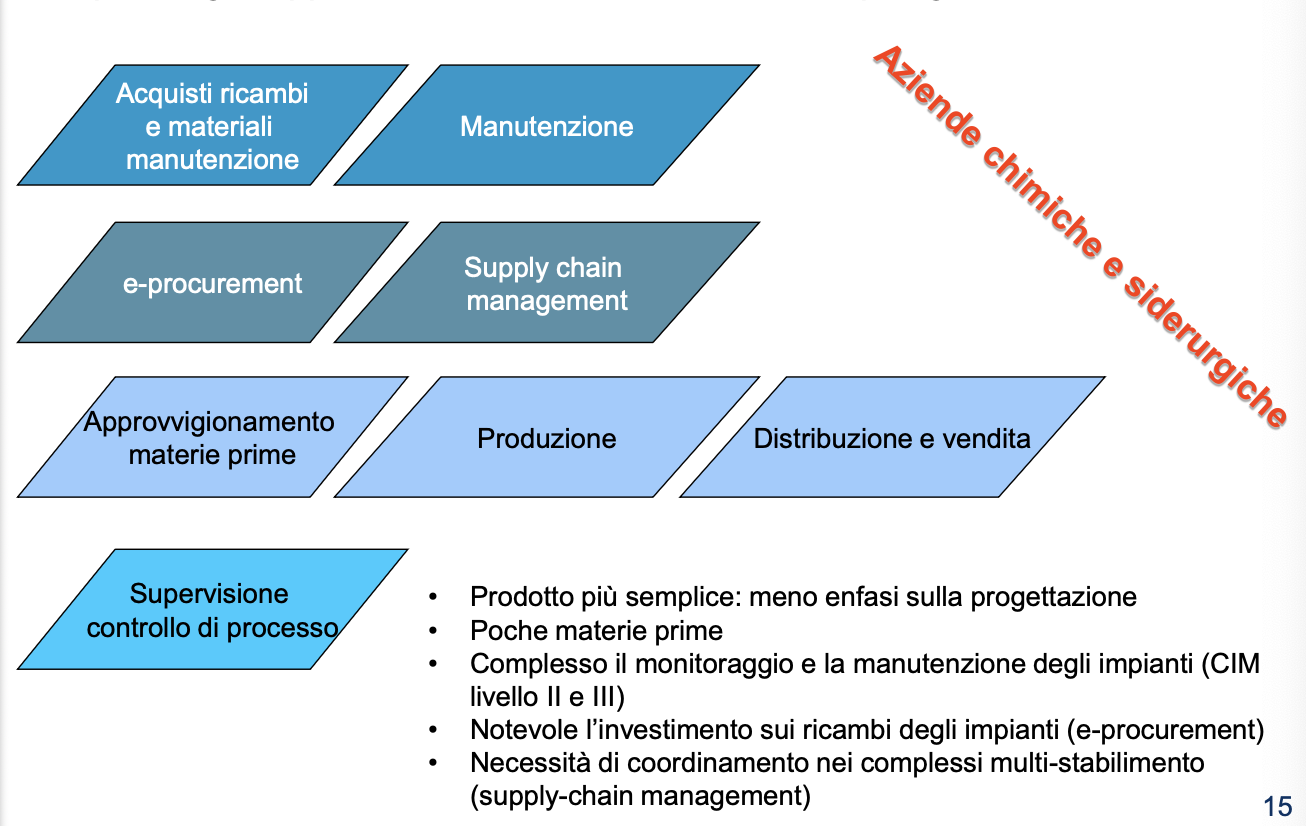 Aziende chimiche e siderurgiche
Acquisti ricambi
e materiali
manutenzione
Manutenzione
e-procurement
Supply chain
management
Approvvigionamento
materie prime
Produzione
Distribuzione e vendita
Supervisione
controllo di processo
• Prodotto più semplice: meno enfasi sulla progettazione
• Poche materie prime
• Complesso il monitoraggio e la manutenzione degli impianti (CIM
livello II e III)
• Notevole l’investimento sui ricambi degli impianti (e-procurement)
• Necessità di coordinamento nei complessi multi-stabilimento
(supply-chain management)
15